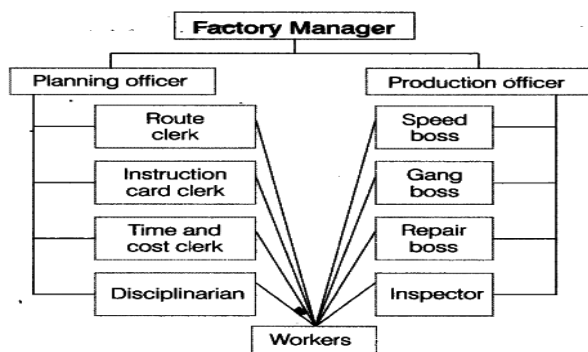 Factory Manager
Planning officer
Production officer
Route
clerk
Speed
boss
Instruction
card clerk
Gang
boss
Time and
cost clerk
Repair
boss
Disciplinarian
Inspector
Workers